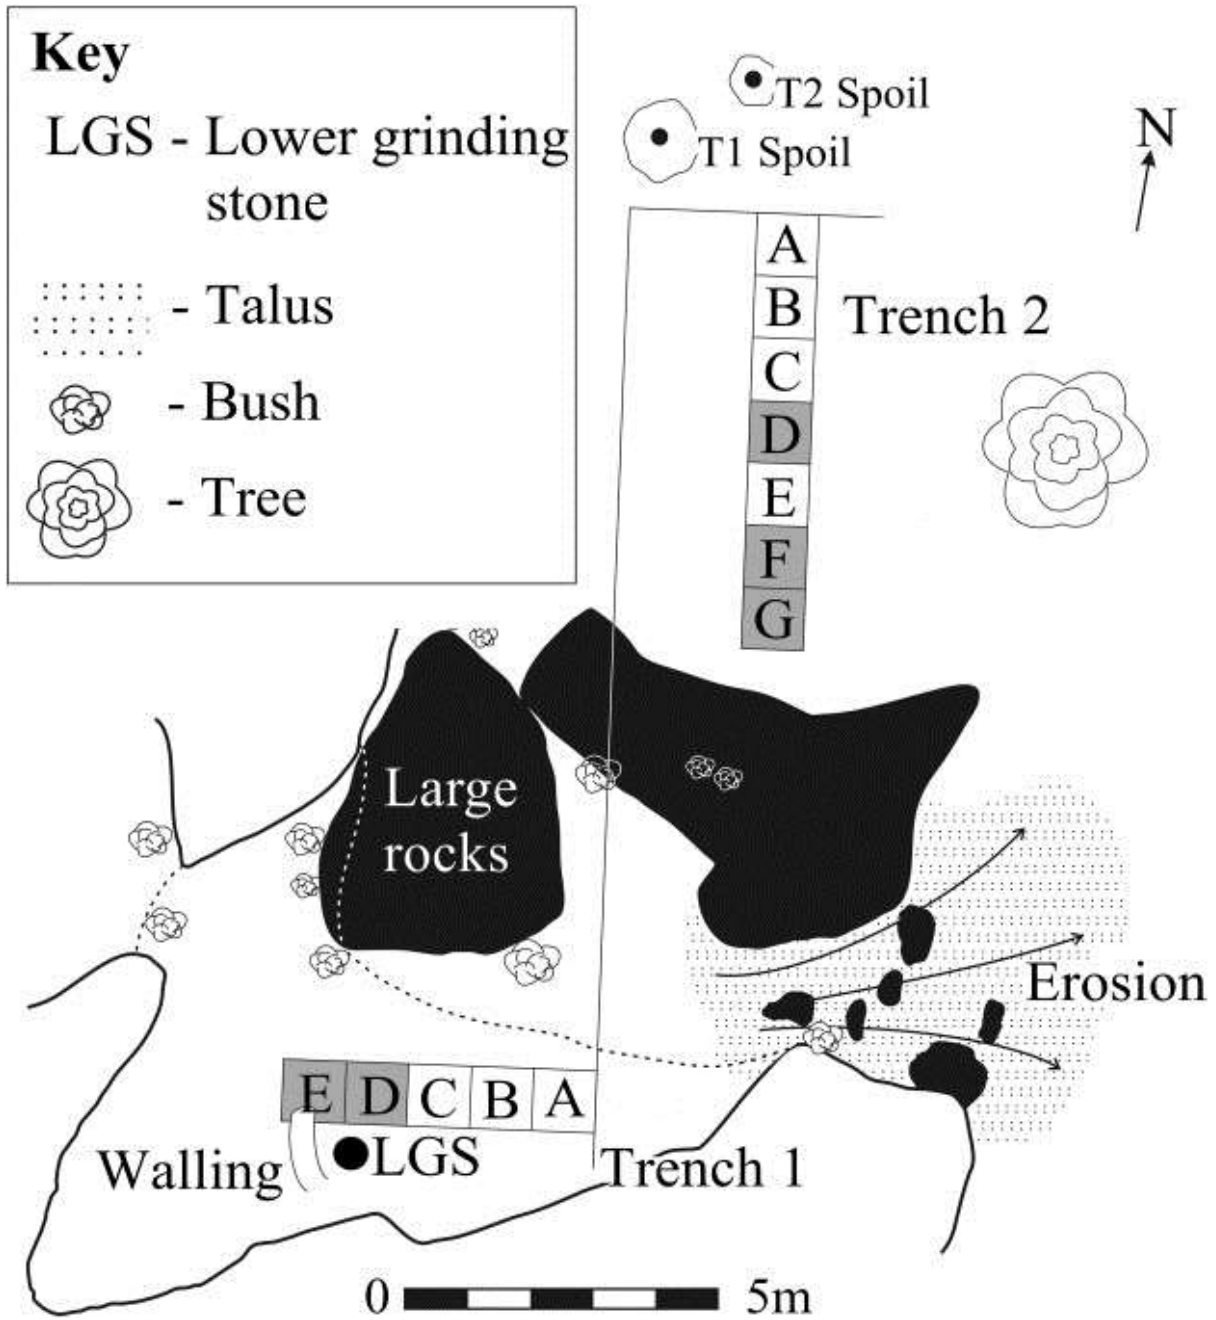 Key
LGS - Lower grinding
stone
- Talus
- Bush
- Tree
T2 Spoil
T1 Spoil
N
A
B
C
D
E
F
G
Trench 2
Large
rocks
Erosion
E D C B A
Walling
LGS
Trench 1
0 5m